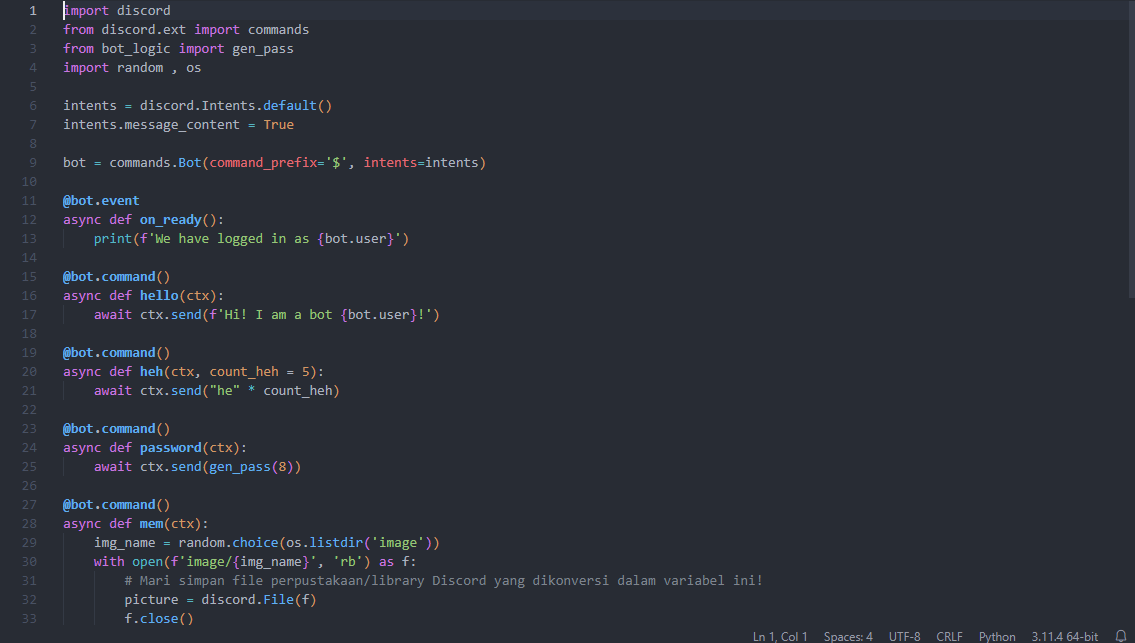 1 import discord
2 from discord.ext import commands
3 from bot_logic import gen_pass
4 import random , os
5
6 intents = discord.Intents.default()
7 intents.message_content = True
8
9 bot = commands.Bot(command_prefix='$', intents=intents)
10
11 @bot.event
12 async def on_ready():
13     print(f'We have logged in as {bot.user}')
14
15 @bot.command()
16 async def hello(ctx):
17     await ctx.send(f'Hi! I am a bot {bot.user}!')
18
19 @bot.command()
20 async def heh(ctx, count_heh = 5):
21     await ctx.send("he" * count_heh)
22
23 @bot.command()
24 async def password(ctx):
25     await ctx.send(gen_pass(8))
26
27 @bot.command()
28 async def mem(ctx):
29     img_name = random.choice(os.listdir('image'))
30     with open(f'image/{img_name}', 'rb') as f:
31         # Mari simpan file perpustakaan/library Discord yang dikonversi dalam variabel ini!
32         picture = discord.File(f)
33         f.close()
Ln 1, Col 1 Spaces: 4 UTF-8 CRLF Python 3.11.4 64-bit